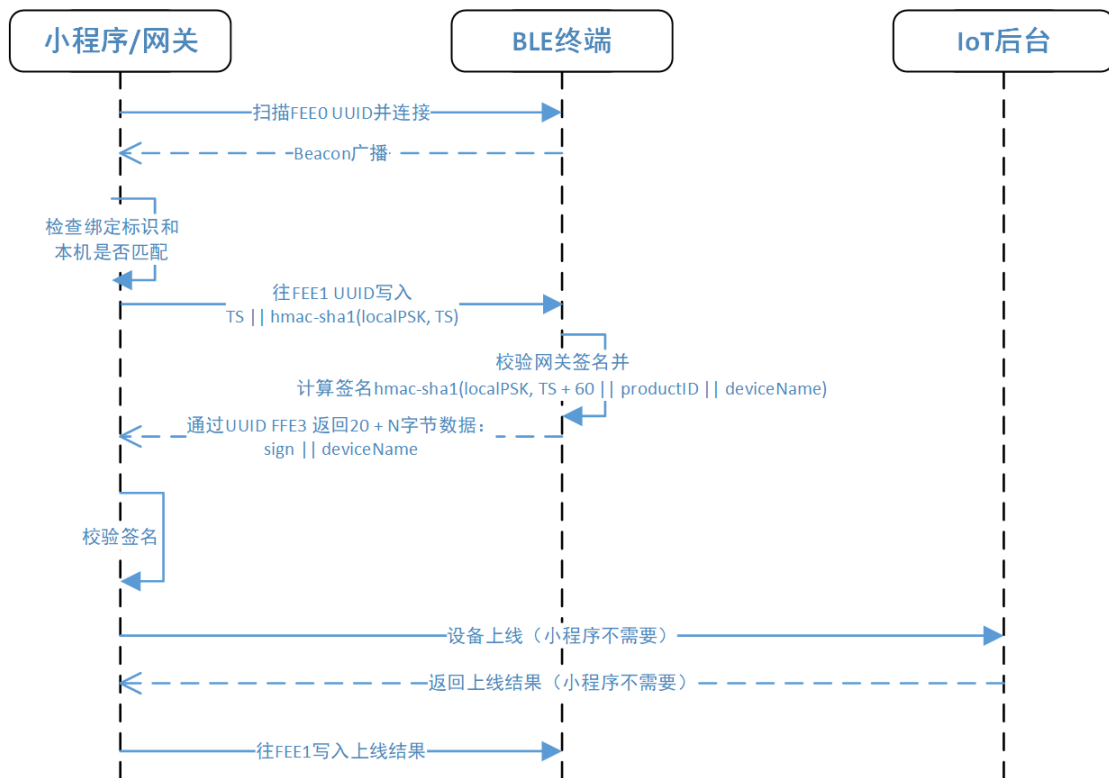 小程序/网关
BLE终端
IoT后台
扫描FEE0 UUID并连接
Beacon广播
检查绑定标识和
本机是否匹配
往FEE1 UUID写入
TS || hmac-sha1(localPSK, TS)
校验网关签名并
计算签名hmac-sha1(localPSK, TS + 60 || productID || deviceName)
通过UUID FFE3 返回20 + N字节数据：
sign || deviceName
校验签名
设备上线（小程序不需要）
返回上线结果（小程序不需要）
往FEE1写入上线结果